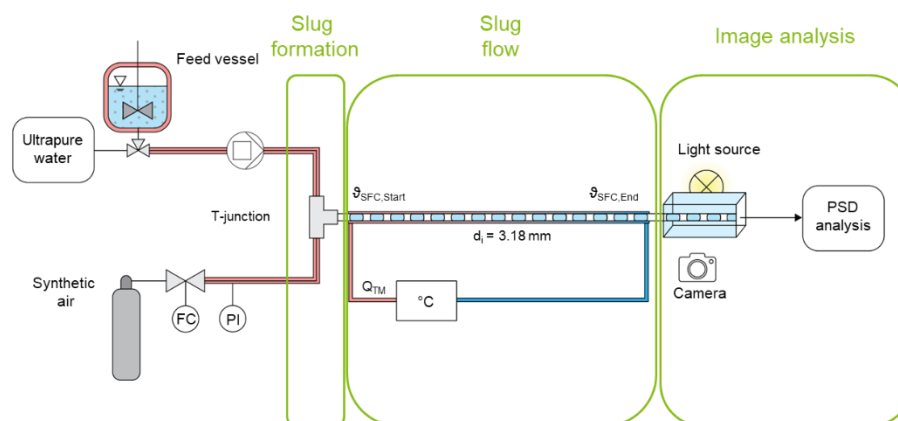 Slug
formation
Slug
flow
Image analysis
Feed vessel
Ultrapure
water
Light source
ϑSFC,Start
ϑSFC,End
T-junction
PSD
analysis
di = 3.18 mm
Synthetic
air
QTM
°C
Camera
FC
PI